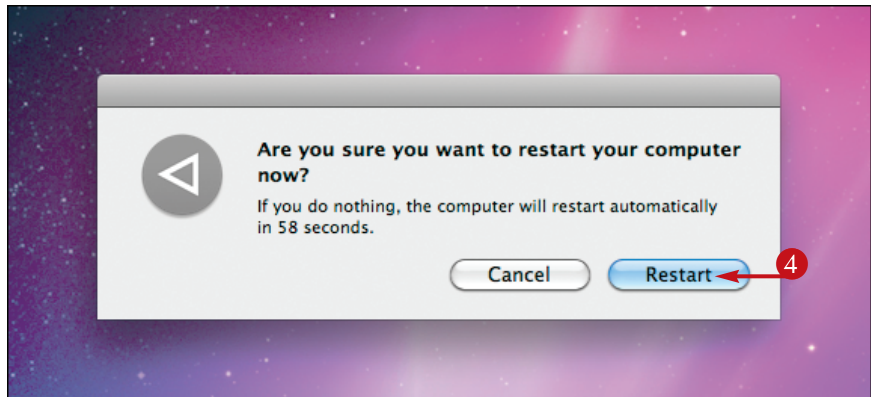 Are you sure you want to restart your computer
now?
If you do nothing, the computer will restart automatically
in 58 seconds.
Cancel
Restart
4